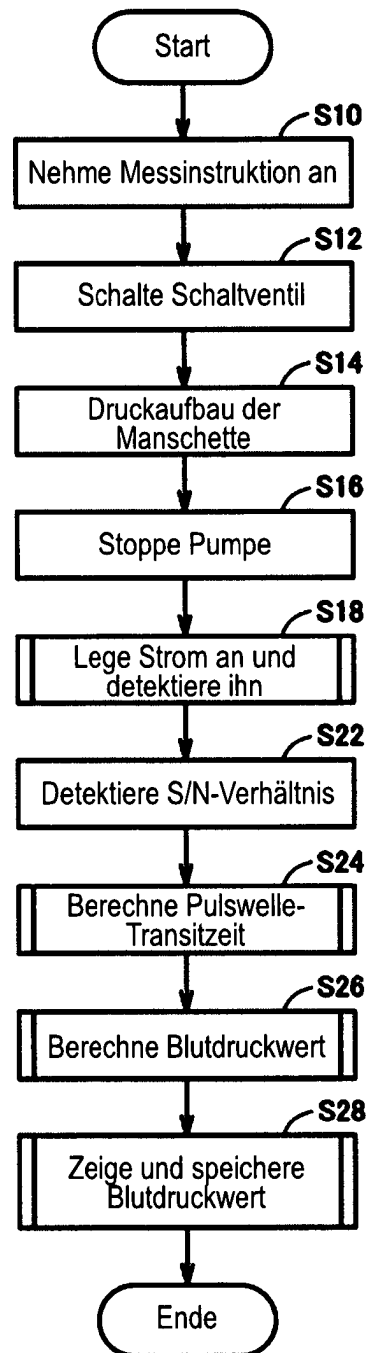 Start
S10
Nehme Messinstruktion an
S12
Schalte Schaltventil
S14
Druckaufbau der
Manschette
S16
Stoppe Pumpe
S18
Lege Strom an und
detektiere ihn
S22
Detektiere S/N-Verhältnis
S24
Berechne Pulswelle-
Transitzeit
S26
Berechne Blutdruckwert
S28
Zeige und speichere
Blutdruckwert
Ende